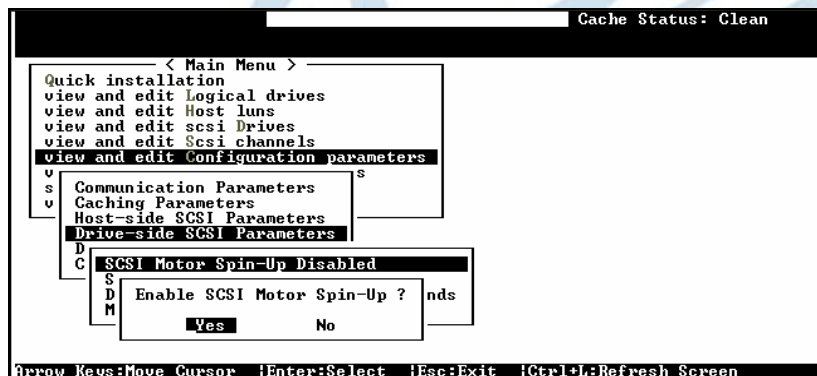 Cache Status: Clean
< Main Menu >
Quick installation
view and edit Logical drives
view and edit Host luns
view and edit scsi Drives
view and edit Scsi channels
view and edit Configuration parameters
v s
s Communication Parameters
v Caching Parameters
Host-side SCSI Parameters
Drive-side SCSI Parameters
D
C SCSI Motor Spin-Up Disabled
S
D Enable SCSI Motor Spin-Up ? nds
M
Yes No
Arrow Keys:Move Cursor |Enter:Select |Esc:Exit |Ctrl+L:Refresh Screen